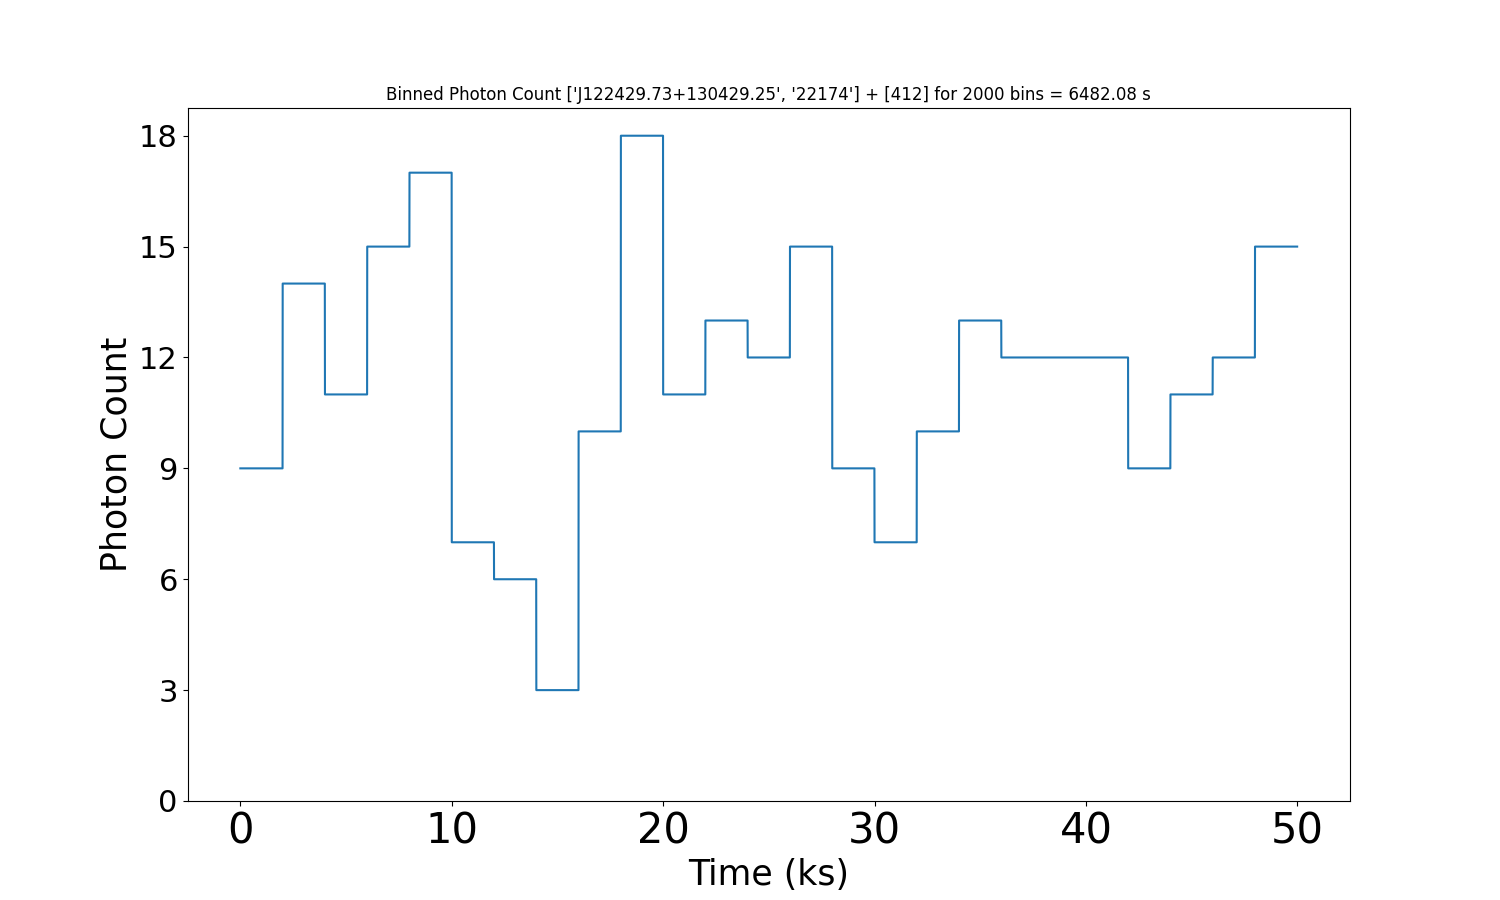 Binned Photon Count ['J122429.73+130429.25', '22174'] + [412] for 2000 bins = 6482.08 s
18
15
12
9
6
3
0
Photon Count
0 10 20 30 40 50
Time (ks)